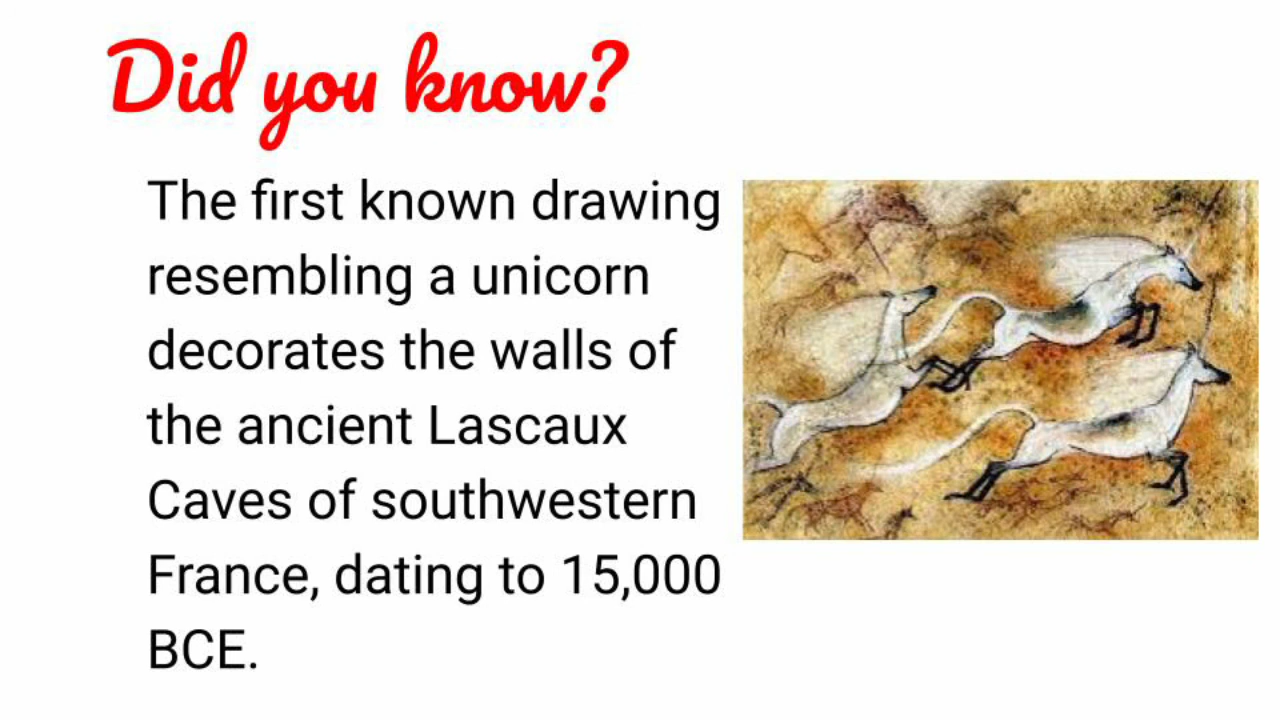 Did you know?
The first known drawing
resembling a unicorn
decorates the walls of
the ancient Lascaux
Caves of southwestern
France, dating to 15,000
BCE.